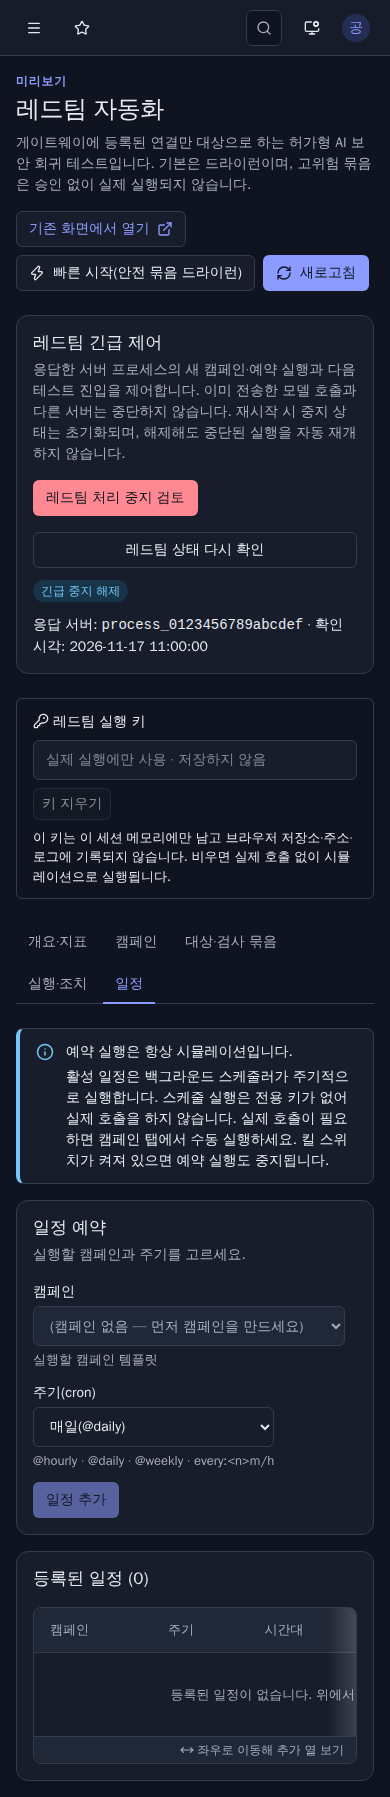 공
미리보기
레드팀 자동화
게이트웨이에 등록된 연결만 대상으로 하는 허가형 AI 보
안 회귀 테스트입니다. 기본은 드라이런이며, 고위험 묶음
은 승인 없이 실제 실행되지 않습니다.
기존 화면에서 열기
빠른 시작(안전 묶음 드라이런)
새로고침
레드팀 긴급 제어
응답한 서버 프로세스의 새 캠페인·예약 실행과 다음
테스트 진입을 제어합니다. 이미 전송한 모델 호출과
다른 서버는 중단하지 않습니다. 재시작 시 중지 상
태는 초기화되며, 해제해도 중단된 실행을 자동 재개
하지 않습니다.
레드팀 처리 중지 검토
레드팀 상태 다시 확인
긴급 중지 해제
응답 서버: process_0123456789abcdef · 확인
시각: 2026-11-17 11:00:00
레드팀 실행 키
실제 실행에만 사용 · 저장하지 않음
키 지우기
이 키는 이 세션 메모리에만 남고 브라우저 저장소·주소·
로그에 기록되지 않습니다. 비우면 실제 호출 없이 시뮬
레이션으로 실행됩니다.
개요·지표
캠페인
대상·검사 묶음
실행·조치
일정
예약 실행은 항상 시뮬레이션입니다.
활성 일정은 백그라운드 스케줄러가 주기적으
로 실행합니다. 스케줄 실행은 전용 키가 없어
실제 호출을 하지 않습니다. 실제 호출이 필요
하면 캠페인 탭에서 수동 실행하세요. 킬 스위
치가 켜져 있으면 예약 실행도 중지됩니다.
일정 예약
실행할 캠페인과 주기를 고르세요.
캠페인
(캠페인 없음 — 먼저 캠페인을 만드세요)
실행할 캠페인 템플릿
주기(cron)
매일(@daily)
@hourly · @daily · @weekly · every:<n>m/h
일정 추가
등록된 일정 (0)
캠페인
주기
시간대
등록된 일정이 없습니다. 위에서
좌우로 이동해 추가 열 보기